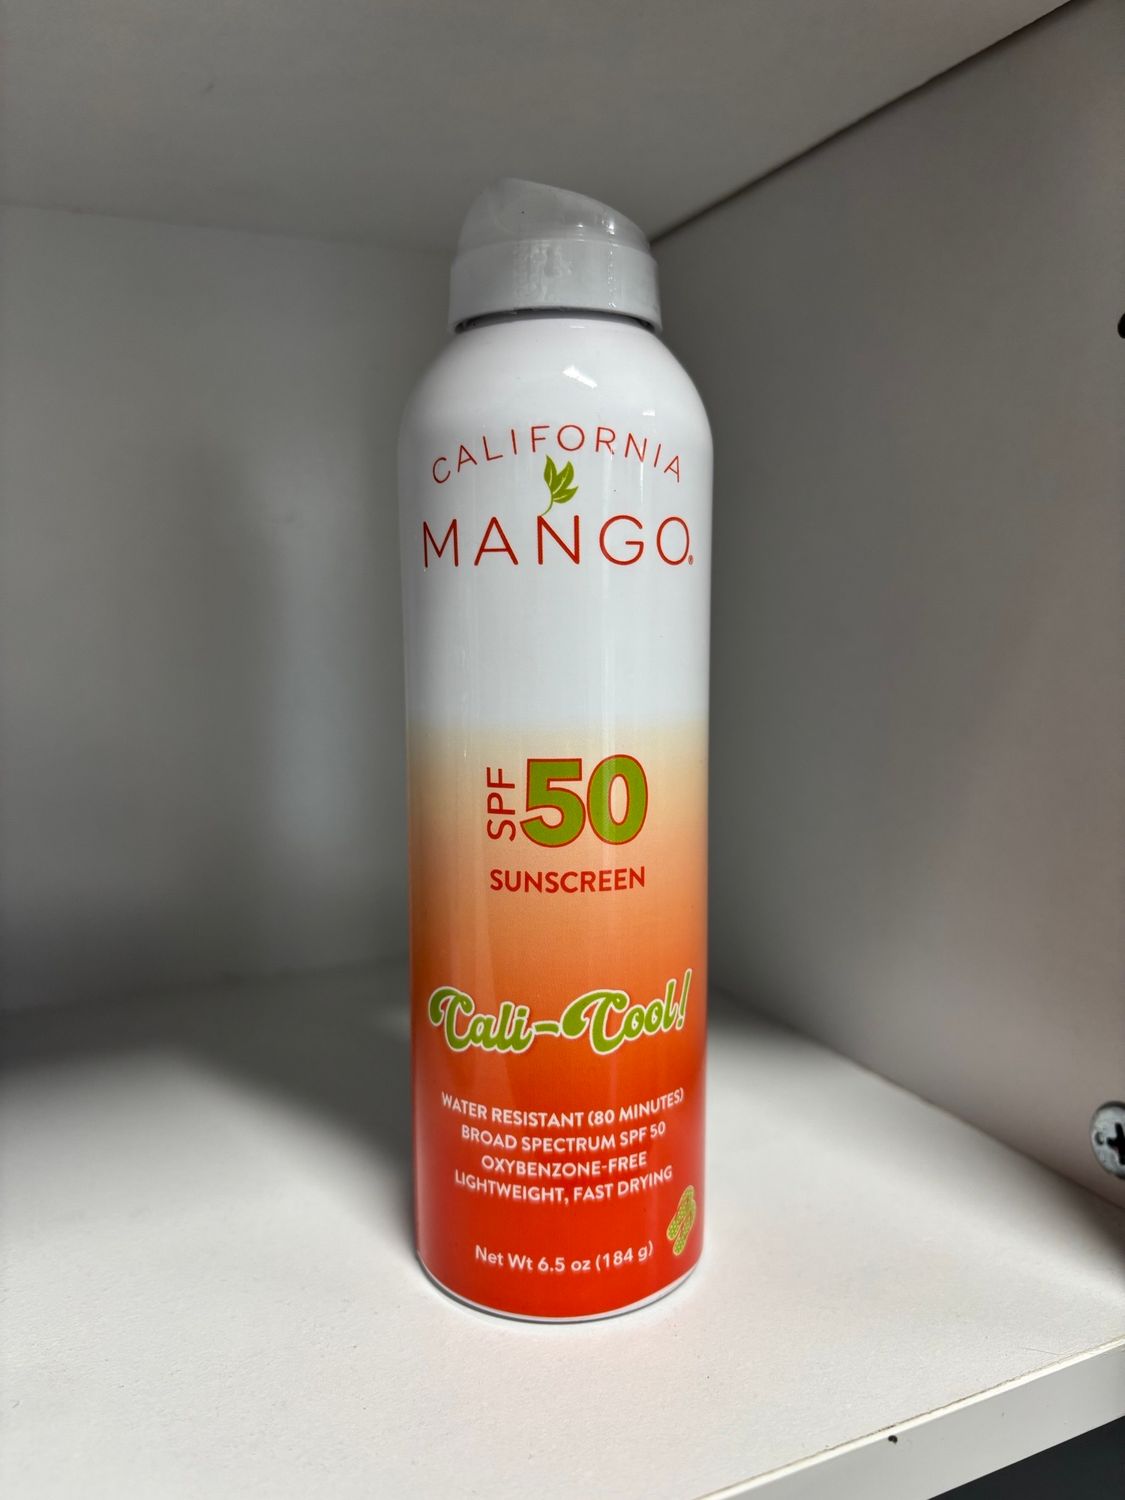 CALIFORNIA
MANGO®
SPF 50
SUNSCREEN
Cali-Cool!
WATER RESISTANT (80 MINUTES)
BROAD SPECTRUM SPF 50
OXYBENZONE-FREE
LIGHTWEIGHT, FAST DRYING
Net Wt 6.5 oz (184 g)